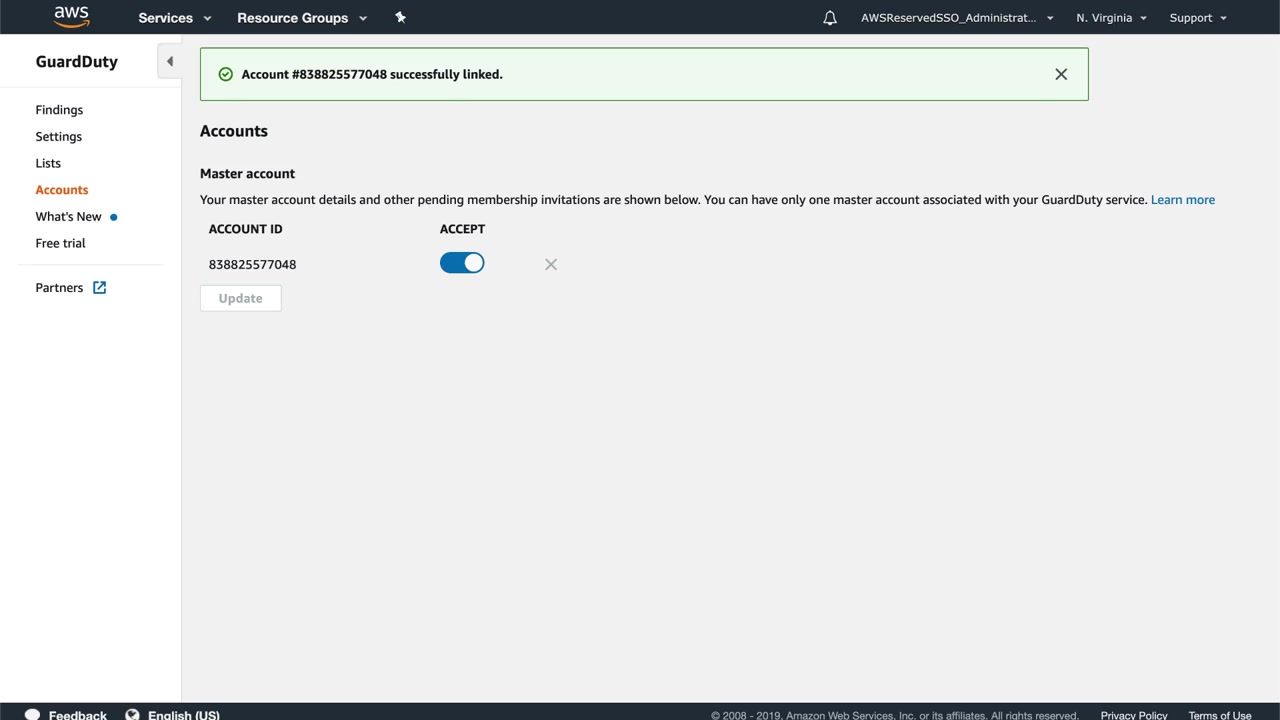 aws Services Resource Groups AWSReservedSSO_Administrat... N. Virginia Support
GuardDuty
Findings
Settings
Lists
Accounts
What's New
Free trial
Partners
Account #838825577048 successfully linked.
Accounts
Master account
Your master account details and other pending membership invitations are shown below. You can have only one master account associated with your GuardDuty service. Learn more
ACCOUNT ID ACCEPT
838825577048
Update
Feedback English (US) © 2008 - 2019, Amazon Web Services, Inc. or its affiliates. All rights reserved. Privacy Policy Terms of Use